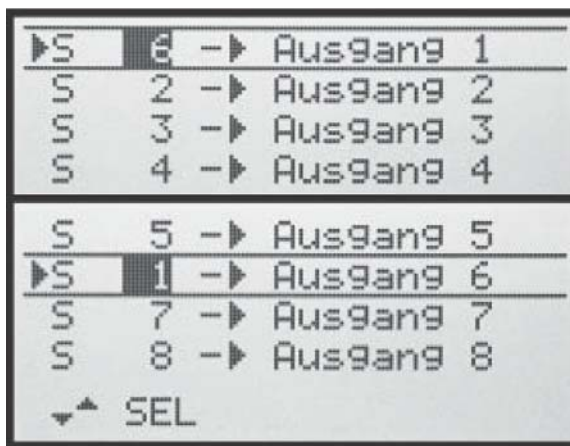 ▶S 6 -▶ Ausgang 1
S 2 -▶ Ausgang 2
S 3 -▶ Ausgang 3
S 4 -▶ Ausgang 4
S 5 -▶ Ausgang 5
▶S 1 -▶ Ausgang 6
S 7 -▶ Ausgang 7
S 8 -▶ Ausgang 8
SEL